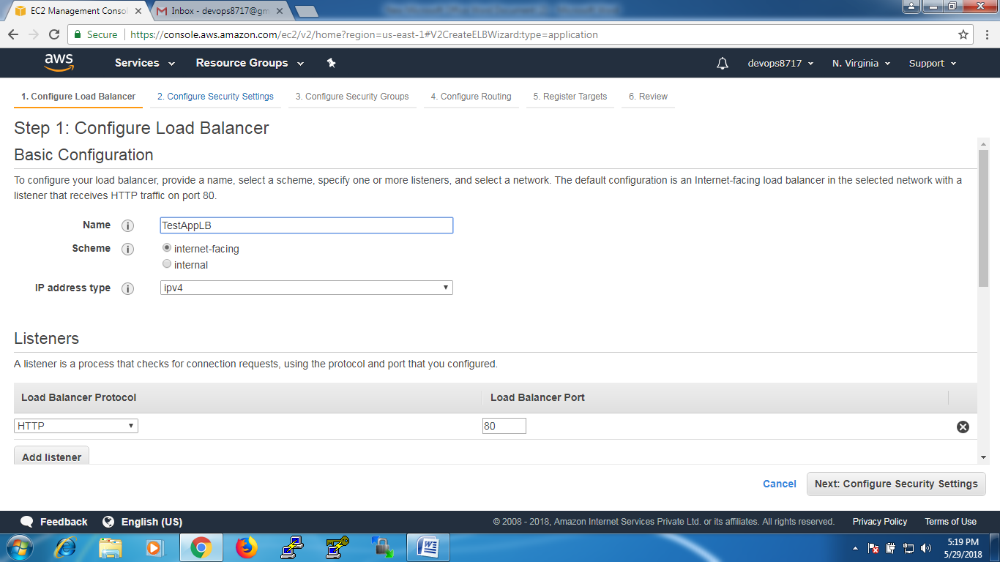 EC2 Management Consol
Inbox - devops8717@gm
Secure
https://console.aws.amazon.com/ec2/v2/home?region=us-east-1#V2CreateELBWizard:type=application
aws
Services
Resource Groups
devops8717
N. Virginia
Support
1. Configure Load Balancer
2. Configure Security Settings
3. Configure Security Groups
4. Configure Routing
5. Register Targets
6. Review
Step 1: Configure Load Balancer
Basic Configuration
To configure your load balancer, provide a name, select a scheme, specify one or more listeners, and select a network. The default configuration is an Internet-facing load balancer in the selected network with a
listener that receives HTTP traffic on port 80.
Name
TestAppLB
Scheme
internet-facing
internal
IP address type
ipv4
Listeners
A listener is a process that checks for connection requests, using the protocol and port that you configured.
Load Balancer Protocol
Load Balancer Port
HTTP
80
Add listener
Cancel
Next: Configure Security Settings
Feedback
English (US)
© 2008 - 2018, Amazon Internet Services Private Ltd. or its affiliates. All rights reserved.
Privacy Policy
Terms of Use
5:19 PM
5/29/2018